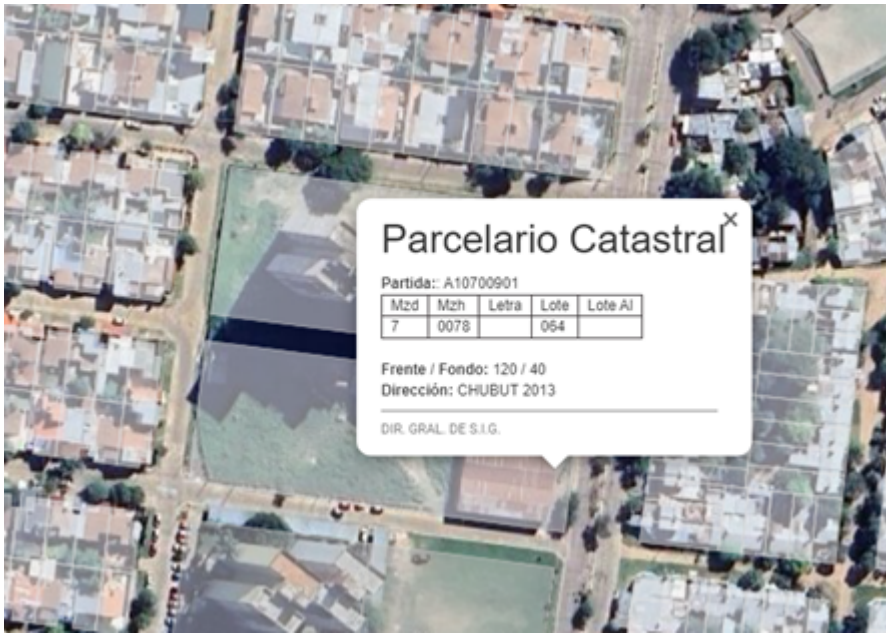 Parcelario Catastral
×
Partida:: A10700901
Mzd Mzh Letra Lote Lote Al
7 0078 064
Frente / Fondo: 120 / 40
Dirección: CHUBUT 2013
DIR. GRAL. DE S.I.G.